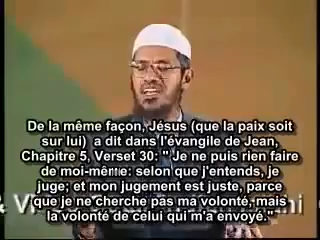 De la même façon, Jésus (que la paix soit
sur lui)  a dit dans l'évangile de Jean,
Chapitre 5, Verset 30: " Je ne puis rien faire
de moi-même: selon que j'entends, je
juge; et mon jugement est juste, parce
que je ne cherche pas ma volonté, mais
la volonté de celui qui m'a envoyé."